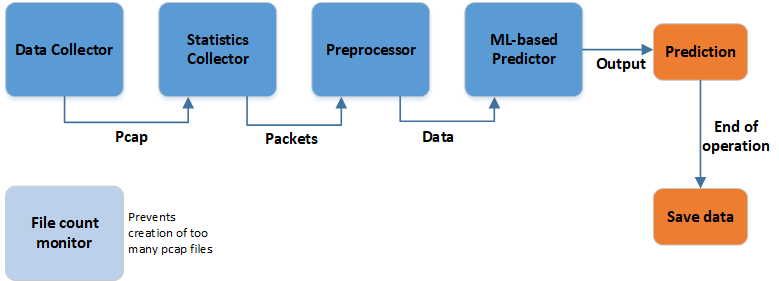 Data Collector
Statistics
Collector
Preprocessor
ML-based
Predictor
Prediction
Output
Pcap
Packets
Data
End of
operation
File count
monitor
Prevents
creation of too
many pcap files
Save data